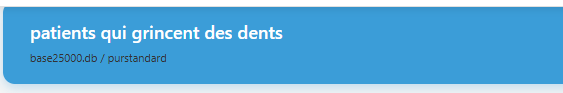 patients qui grincent des dents
base25000.db / purstandard